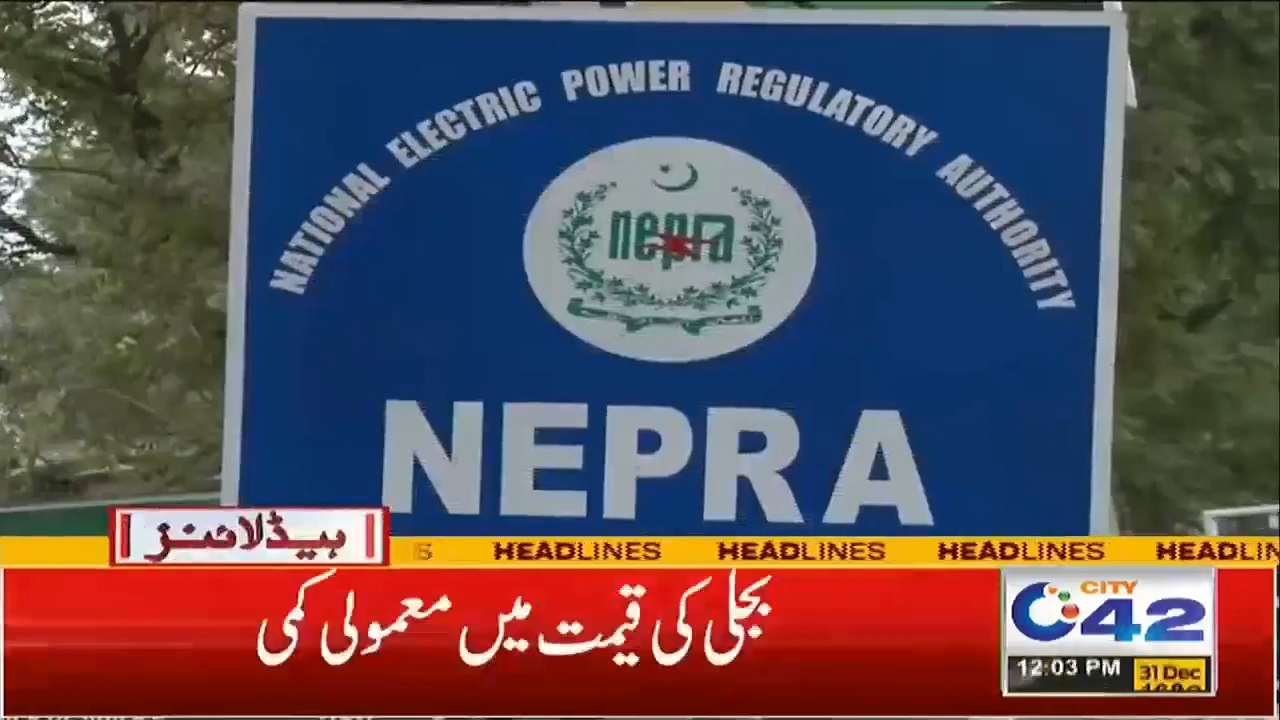 NATIONAL ELECTRIC POWER REGULATORY AUTHORITY
nepra
NEPRA
ہیڈلائنز
HEADLINES HEADLINES HEADLINES
بجلی کی قیمت میں معمولی کمی
CITY
42
12:03 PM
31 Dec